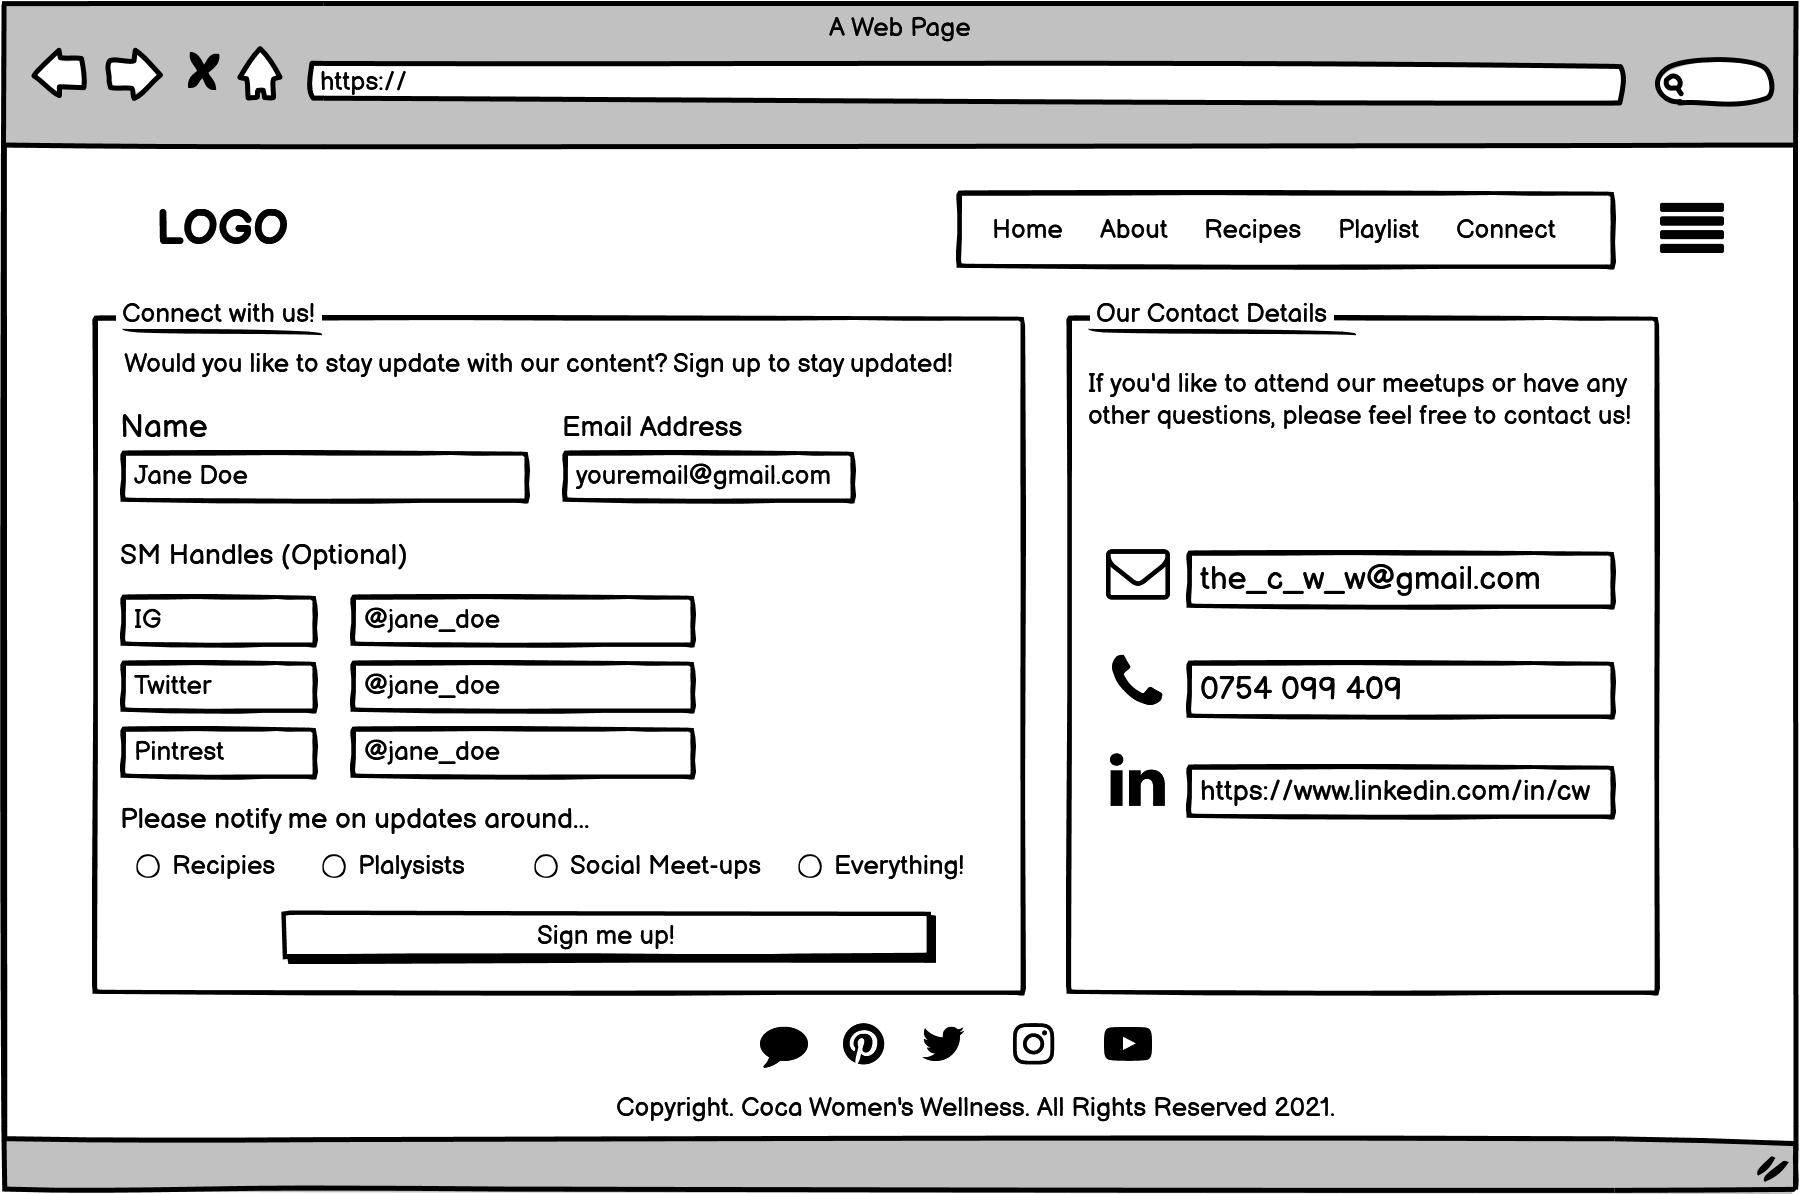 A Web Page
https://
LOGO
Home About Recipes Playlist Connect
Connect with us!
Would you like to stay update with our content? Sign up to stay updated!
Name Email Address
Jane Doe youremail@gmail.com
SM Handles (Optional)
IG @jane_doe
Twitter @jane_doe
Pintrest @jane_doe
Please notify me on updates around...
Recipies Plalysists Social Meet-ups Everything!
Sign me up!
Our Contact Details
If you'd like to attend our meetups or have any
other questions, please feel free to contact us!
the_c_w_w@gmail.com
0754 099 409
in https://www.linkedin.com/in/cw
Copyright. Coca Women's Wellness. All Rights Reserved 2021.